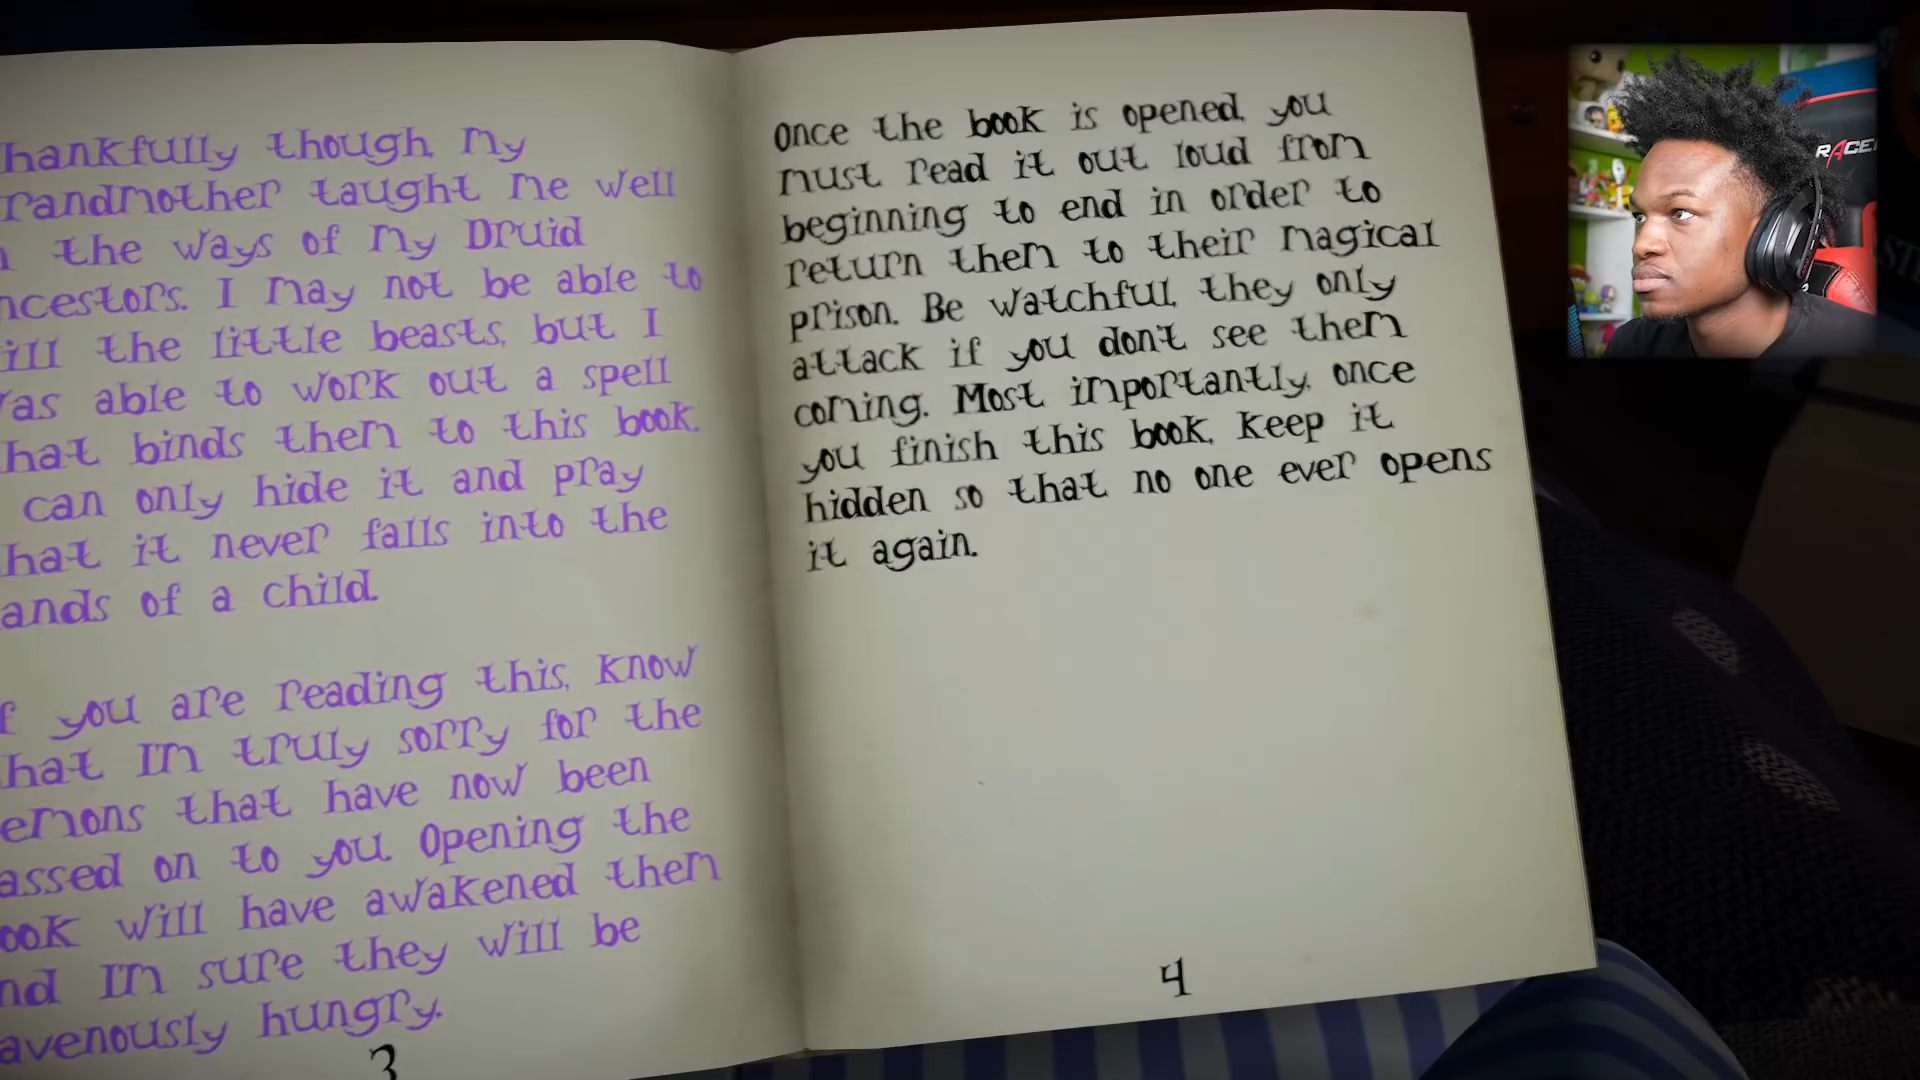 hankfully though, my
randmother taught me well
the ways of my Druid
ncestors. I may not be able to
ill the little beasts, but I
as able to work out a spell
hat binds them to this book.
can only hide it and pray
hat it never falls into the
ands of a child.
f you are reading this, know
hat I'm truly sorry for the
emons that have now been
assed on to you. Opening the
ook will have awakened them
nd I'm sure they will be
avenously hungry.
3
Once the book is opened, you
must read it out loud from
beginning to end in order to
return them to their magical
prison. Be watchful, they only
attack if you don't see them
coming. Most importantly, once
you finish this book, keep it
hidden so that no one ever opens
it again.
4
RACE